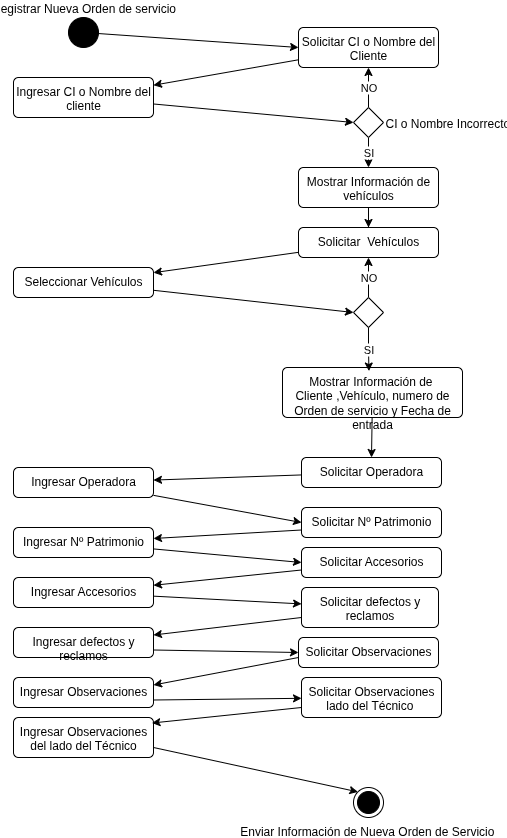 egistrar Nueva Orden de servicio
Solicitar CI o Nombre del
Cliente
Ingresar CI o Nombre del
cliente
NO
CI o Nombre Incorrecto
SI
Mostrar Información de
vehículos
Solicitar Vehículos
Seleccionar Vehículos
NO
SI
Mostrar Información de
Cliente ,Vehículo, numero de
Orden de servicio y Fecha de
entrada
Solicitar Operadora
Ingresar Operadora
Solicitar Nº Patrimonio
Ingresar Nº Patrimonio
Solicitar Accesorios
Ingresar Accesorios
Solicitar defectos y
reclamos
Ingresar defectos y
reclamos
Solicitar Observaciones
Ingresar Observaciones
Solicitar Observaciones
lado del Técnico
Ingresar Observaciones
del lado del Técnico
Enviar Información de Nueva Orden de Servicio